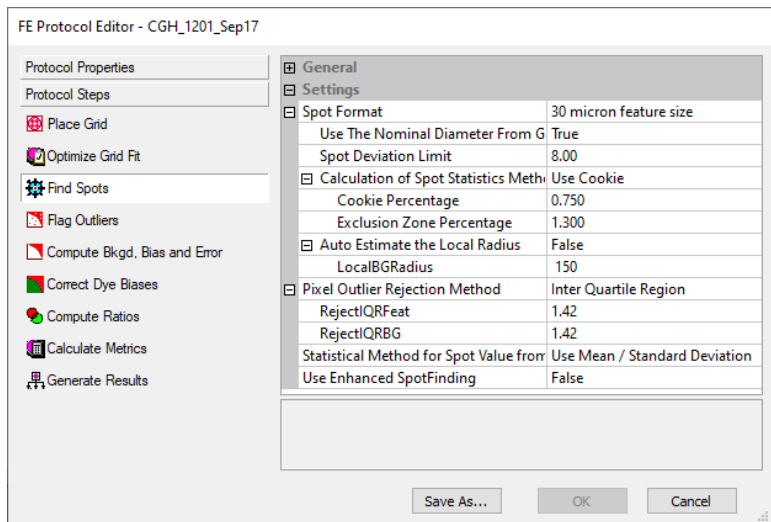 FE Protocol Editor - CGH_1201_Sep17
Protocol Properties
Protocol Steps
Place Grid
Optimize Grid Fit
Find Spots
Flag Outliers
Compute Bkgd, Bias and Error
Correct Dye Biases
Compute Ratios
Calculate Metrics
Generate Results
General
Settings
Spot Format 30 micron feature size
Use The Nominal Diameter From G True
Spot Deviation Limit 8.00
Calculation of Spot Statistics Meth Use Cookie
Cookie Percentage 0.750
Exclusion Zone Percentage 1.300
Auto Estimate the Local Radius False
LocalBGRadius 150
Pixel Outlier Rejection Method Inter Quartile Region
RejectIQRFeat 1.42
RejectIQRBG 1.42
Statistical Method for Spot Value from Use Mean / Standard Deviation
Use Enhanced SpotFinding False
Save As... OK Cancel